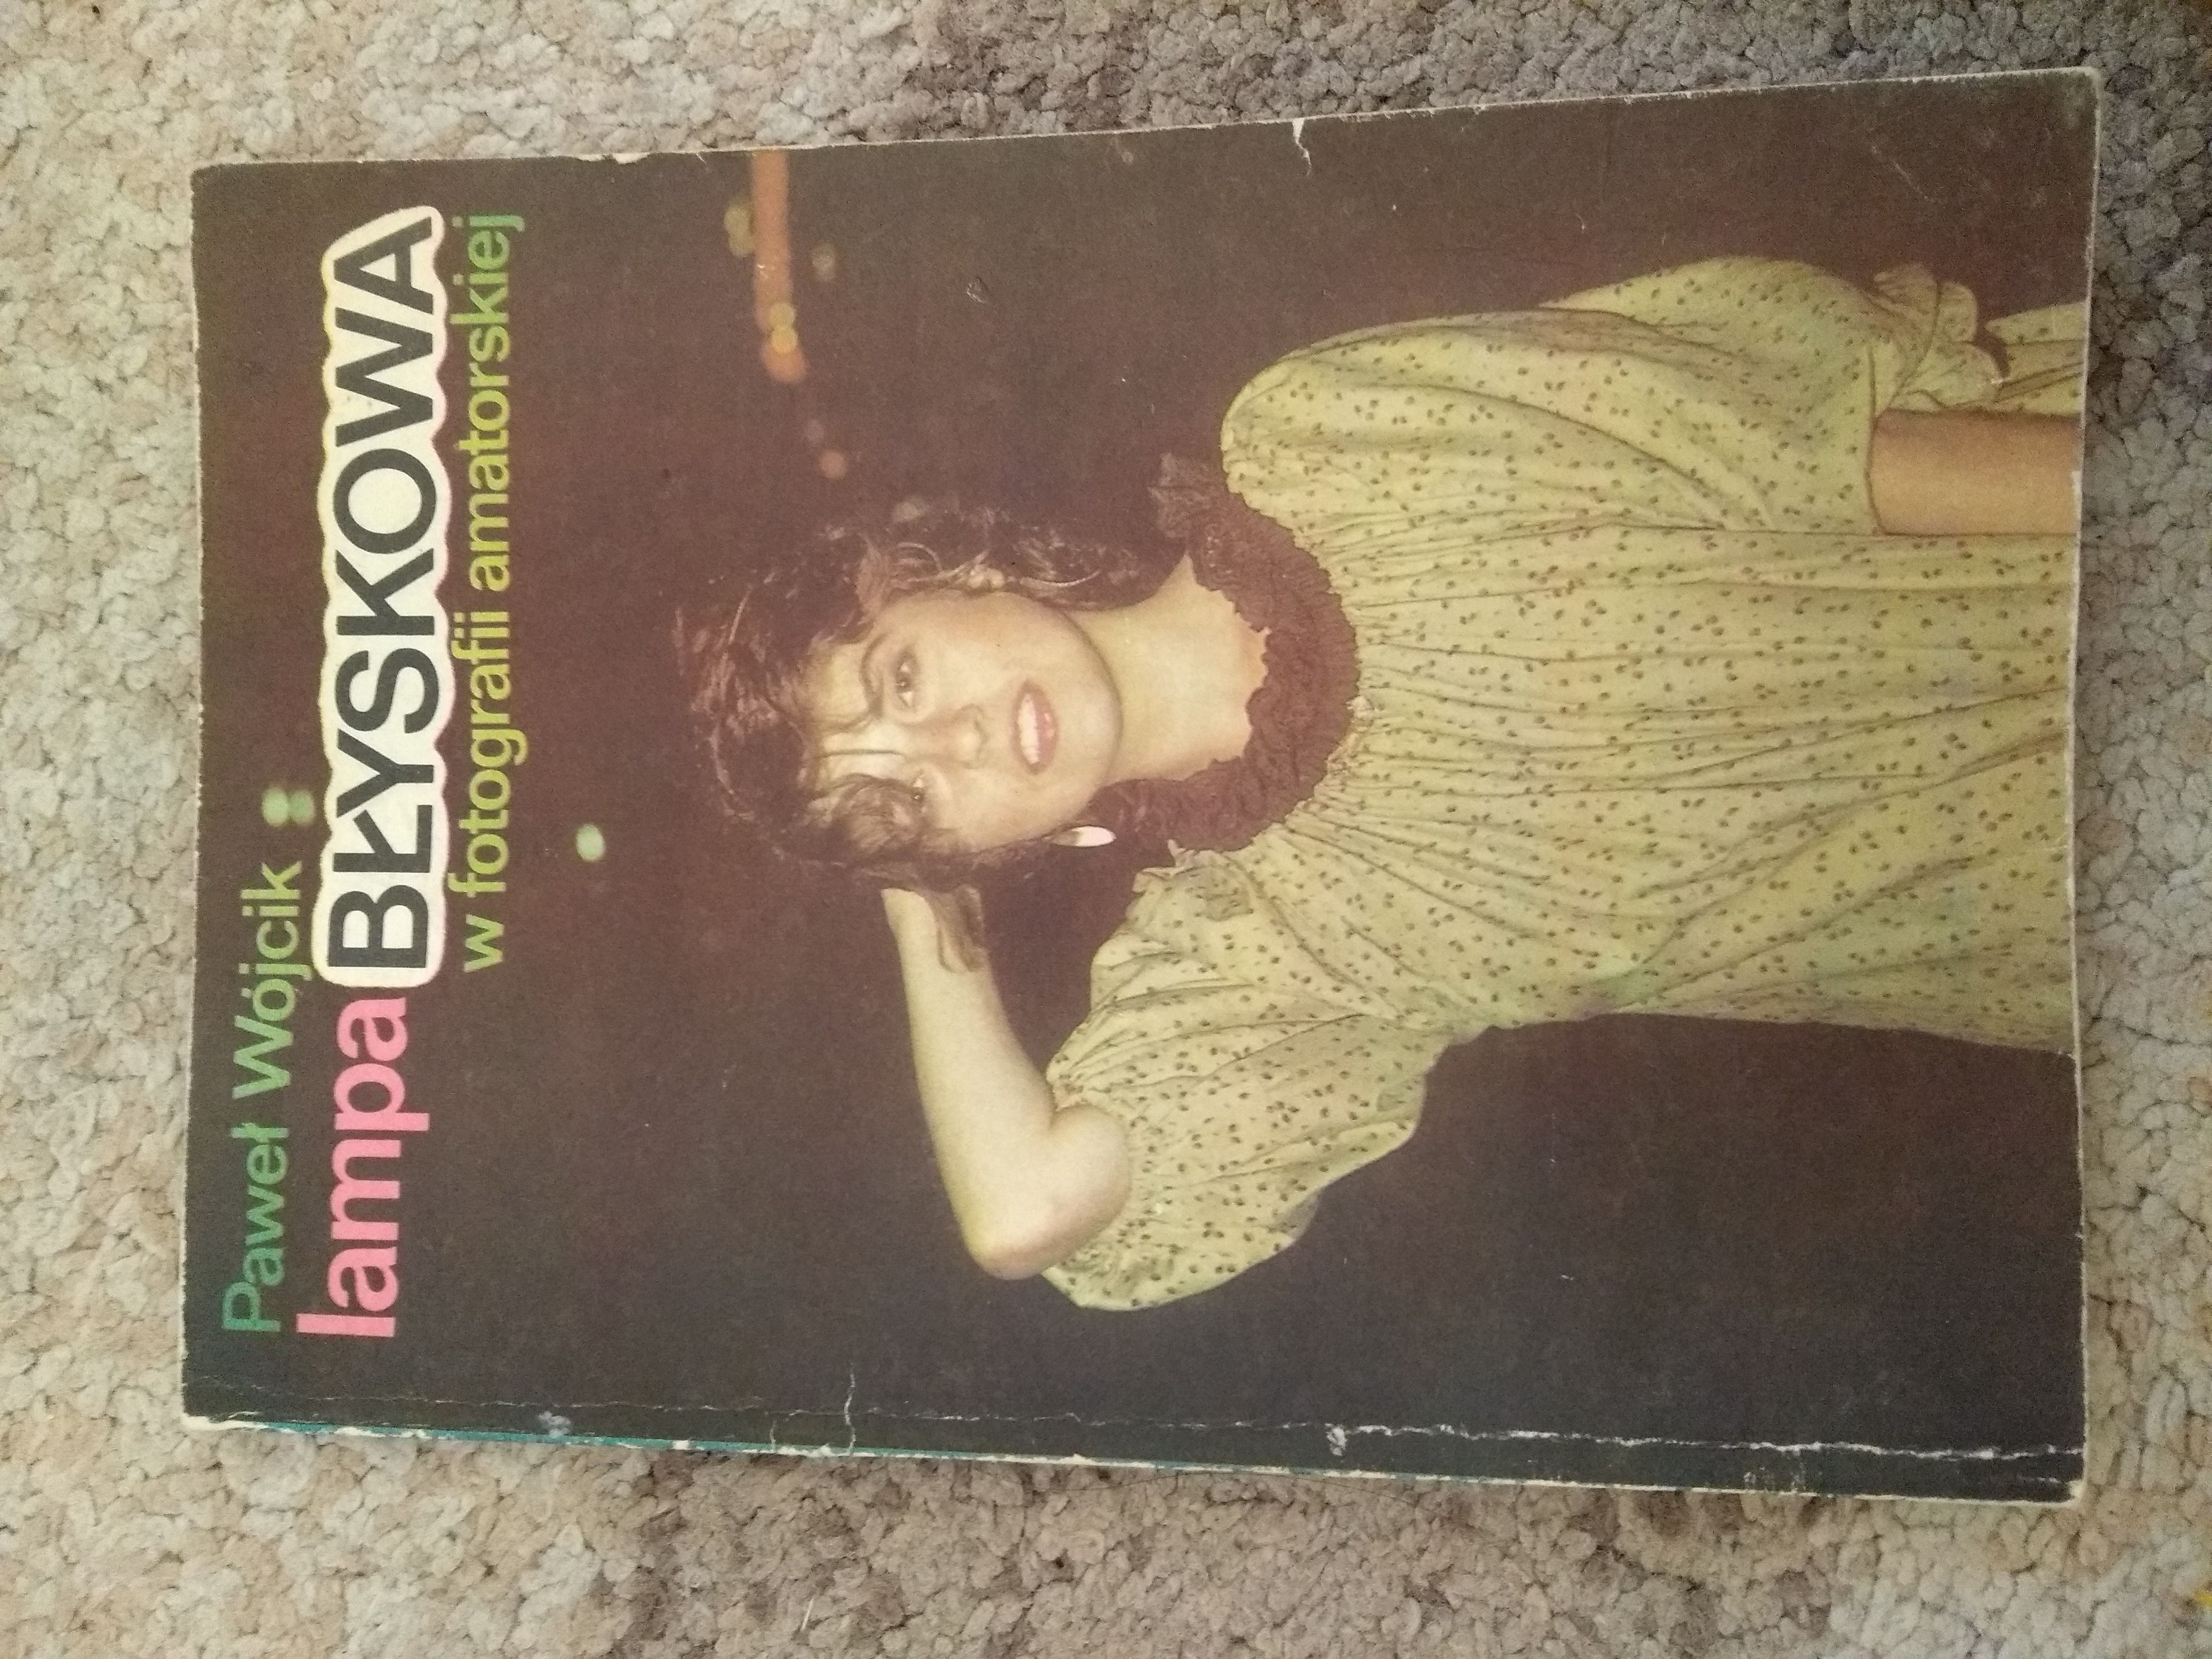 Paweł Wójcik
lampa BŁYSKOWA
w fotografii amatorskiej